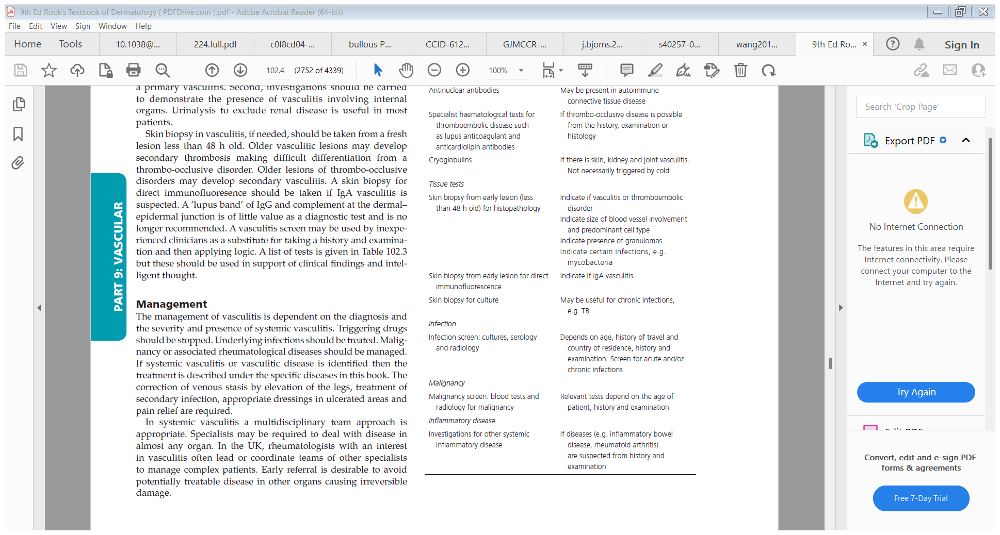 9th Ed Rook's Textbook of Dermatology ( PDFDrive.com ).pdf - Adobe Acrobat Reader (64-bit)
File Edit View Sign Window Help
Home Tools 10.1038@... 224.full.pdf c0f8cd04-... bullous P... CCID-612... GJMCCR-... j.bjoms.2... s40257-0... wang201... 9th Ed Ro... × Sign In
102.4 (2752 of 4339) 100%
a primary vasculitis. Second, investigations should be carried
to demonstrate the presence of vasculitis involving internal
organs. Urinalysis to exclude renal disease is useful in most
patients.
Skin biopsy in vasculitis, if needed, should be taken from a fresh
lesion less than 48 h old. Older vasculitic lesions may develop
secondary thrombosis making difficult differentiation from a
thrombo-occlusive disorder. Older lesions of thrombo-occlusive
disorders may develop secondary vasculitis. A skin biopsy for
direct immunofluoresence should be taken if IgA vasculitis is
suspected. A 'lupus band' of IgG and complement at the dermal–
epidermal junction is of little value as a diagnostic test and is no
longer recommended. A vasculitis screen may be used by inexpe-
rienced clinicians as a substitute for taking a history and examina-
tion and then applying logic. A list of tests is given in Table 102.3
but these should be used in support of clinical findings and intel-
ligent thought.
Management
The management of vasculitis is dependent on the diagnosis and
the severity and presence of systemic vasculitis. Triggering drugs
should be stopped. Underlying infections should be treated. Malig-
nancy or associated rheumatological diseases should be managed.
If systemic vasculitis or vasculitic disease is identified then the
treatment is described under the specific diseases in this book. The
correction of venous stasis by elevation of the legs, treatment of
secondary infection, appropriate dressings in ulcerated areas and
pain relief are required.
In systemic vasculitis a multidisciplinary team approach is
appropriate. Specialists may be required to deal with disease in
almost any organ. In the UK, rheumatologists with an interest
in vasculitis often lead or coordinate teams of other specialists
to manage complex patients. Early referral is desirable to avoid
potentially treatable disease in other organs causing irreversible
damage.
PART 9: VASCULAR
Antinuclear antibodies
May be present in autoimmune
connective tissue disease
Specialist haematological tests for
thromboembolic disease such
as lupus anticoagulant and
anticardiolipin antibodies
If thrombo-occlusive disease is possible
from the history, examination or
histology
Cryoglobulins
If there is skin, kidney and joint vasculitis.
Not necessarily triggered by cold
Tissue tests
Skin biopsy from early lesion (less
than 48 h old) for histopathology
Indicate if vasculitis or thromboembolic
disorder
Indicate size of blood vessel involvement
and predominant cell type
Indicate presence of granulomas
Indicate certain infections, e.g.
mycobacteria
Skin biopsy from early lesion for direct
immunofluorescence
Indicate if IgA vasculitis
Skin biopsy for culture
May be useful for chronic infections,
e.g. TB
Infection
Infection screen: cultures, serology
and radiology
Depends on age, history of travel and
country of residence, history and
examination. Screen for acute and/or
chronic infections
Malignancy
Malignancy screen: blood tests and
radiology for malignancy
Relevant tests depend on the age of
patient, history and examination
Inflammatory disease
Investigations for other systemic
inflammatory disease
If diseases (e.g. inflammatory bowel
disease, rheumatoid arthritis)
are suspected from history and
examination
Search 'Crop Page'
Export PDF
No Internet Connection
The features in this area require
Internet connectivity. Please
connect your computer to the
Internet and try again.
Try Again
Edit PDF
Convert, edit and e-sign PDF
forms & agreements
Free 7-Day Trial